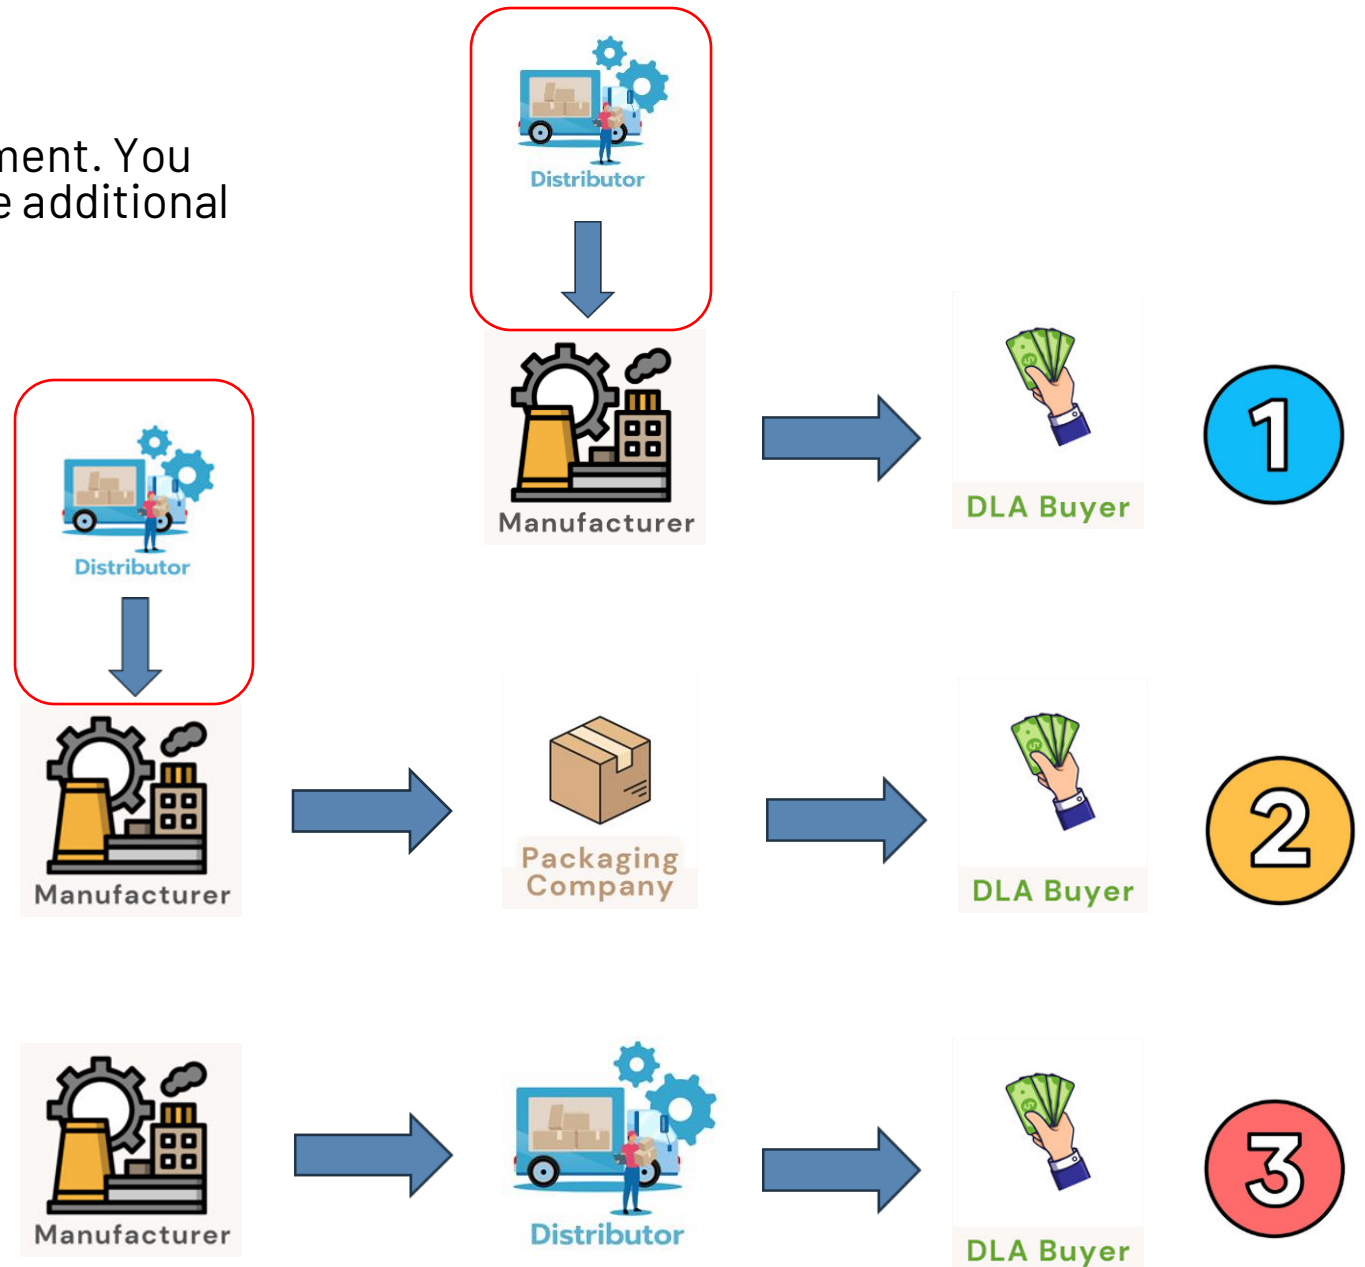 Distributor
ment. You
e additional
Manufacturer
DLA Buyer
1
Distributor
Manufacturer
Packaging
Company
DLA Buyer
2
Manufacturer
Distributor
DLA Buyer
3